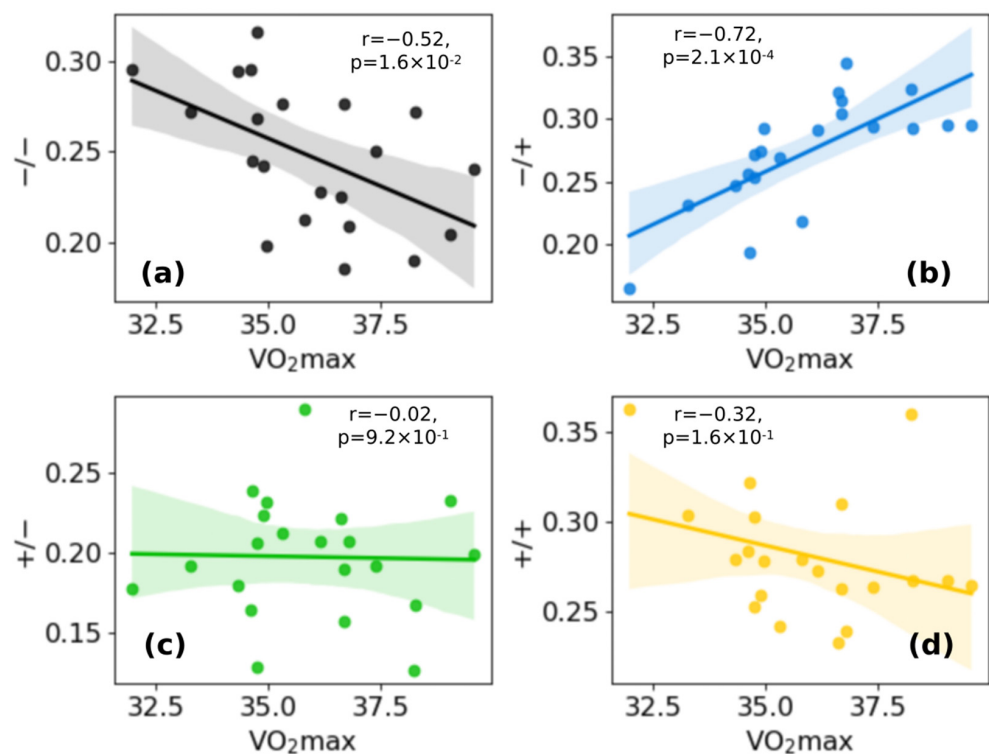 r=−0.52,
p=1.6×10-2
0.30
0.25
0.20
−/−
(a)
32.5 35.0 37.5
VO₂max
r=−0.72,
p=2.1×10-4
0.35
0.30
0.25
0.20
−/+
(b)
32.5 35.0 37.5
VO₂max
r=−0.02,
p=9.2×10-1
0.25
0.20
0.15
+/−
(c)
32.5 35.0 37.5
VO₂max
r=−0.32,
p=1.6×10-1
0.35
0.30
0.25
+/+
(d)
32.5 35.0 37.5
VO₂max